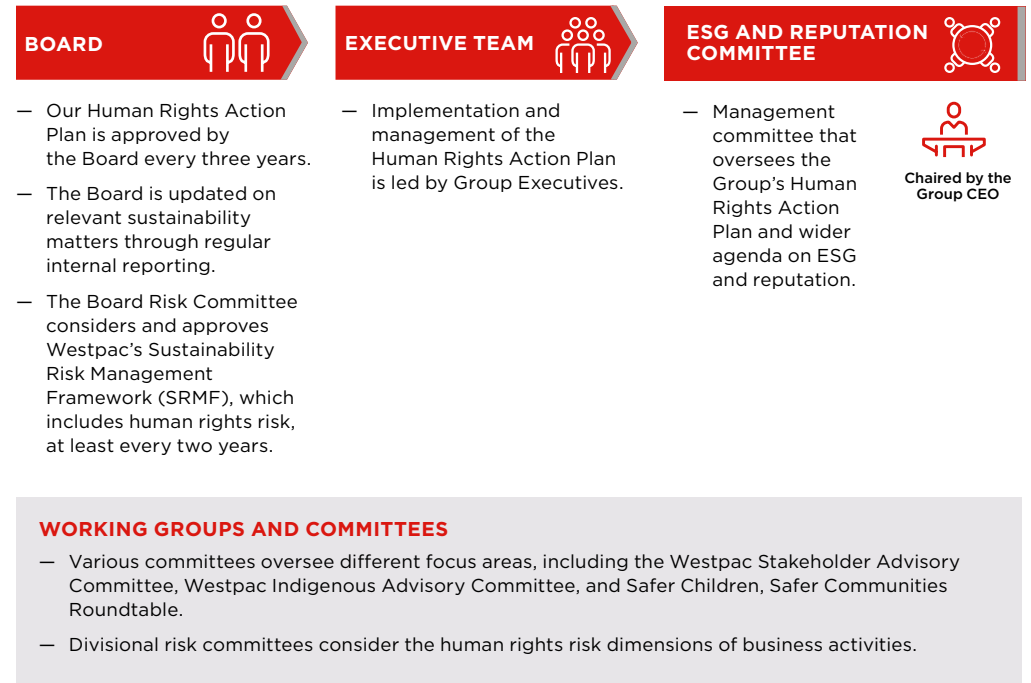 BOARD
— Our Human Rights Action
Plan is approved by
the Board every three years.
— The Board is updated on
relevant sustainability
matters through regular
internal reporting.
— The Board Risk Committee
considers and approves
Westpac’s Sustainability
Risk Management
Framework (SRMF), which
includes human rights risk,
at least every two years.
EXECUTIVE TEAM
— Implementation and
management of the
Human Rights Action Plan
is led by Group Executives.
ESG AND REPUTATION
COMMITTEE
— Management
committee that
oversees the
Group’s Human
Rights Action
Plan and wider
agenda on ESG
and reputation.
Chaired by the
Group CEO
WORKING GROUPS AND COMMITTEES
— Various committees oversee different focus areas, including the Westpac Stakeholder Advisory
Committee, Westpac Indigenous Advisory Committee, and Safer Children, Safer Communities
Roundtable.
— Divisional risk committees consider the human rights risk dimensions of business activities.